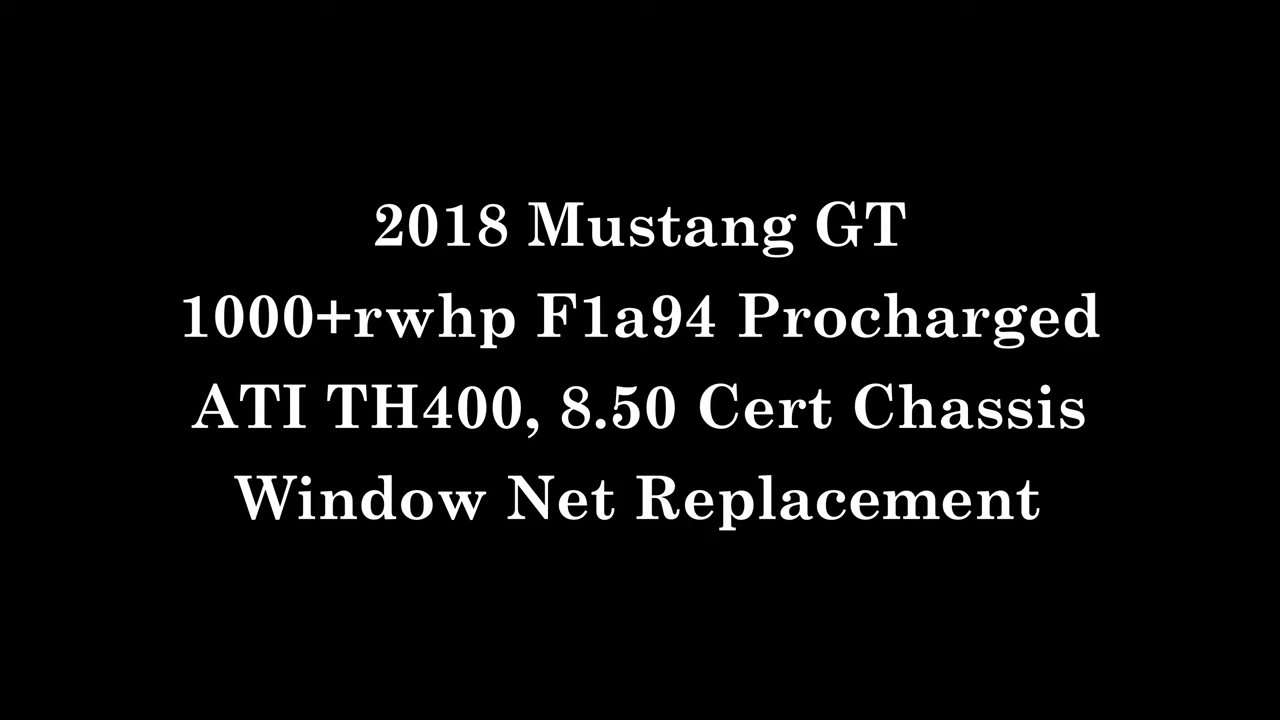 2018 Mustang GT
1000+rwhp F1a94 Procharged
ATI TH400, 8.50 Cert Chassis
Window Net Replacement